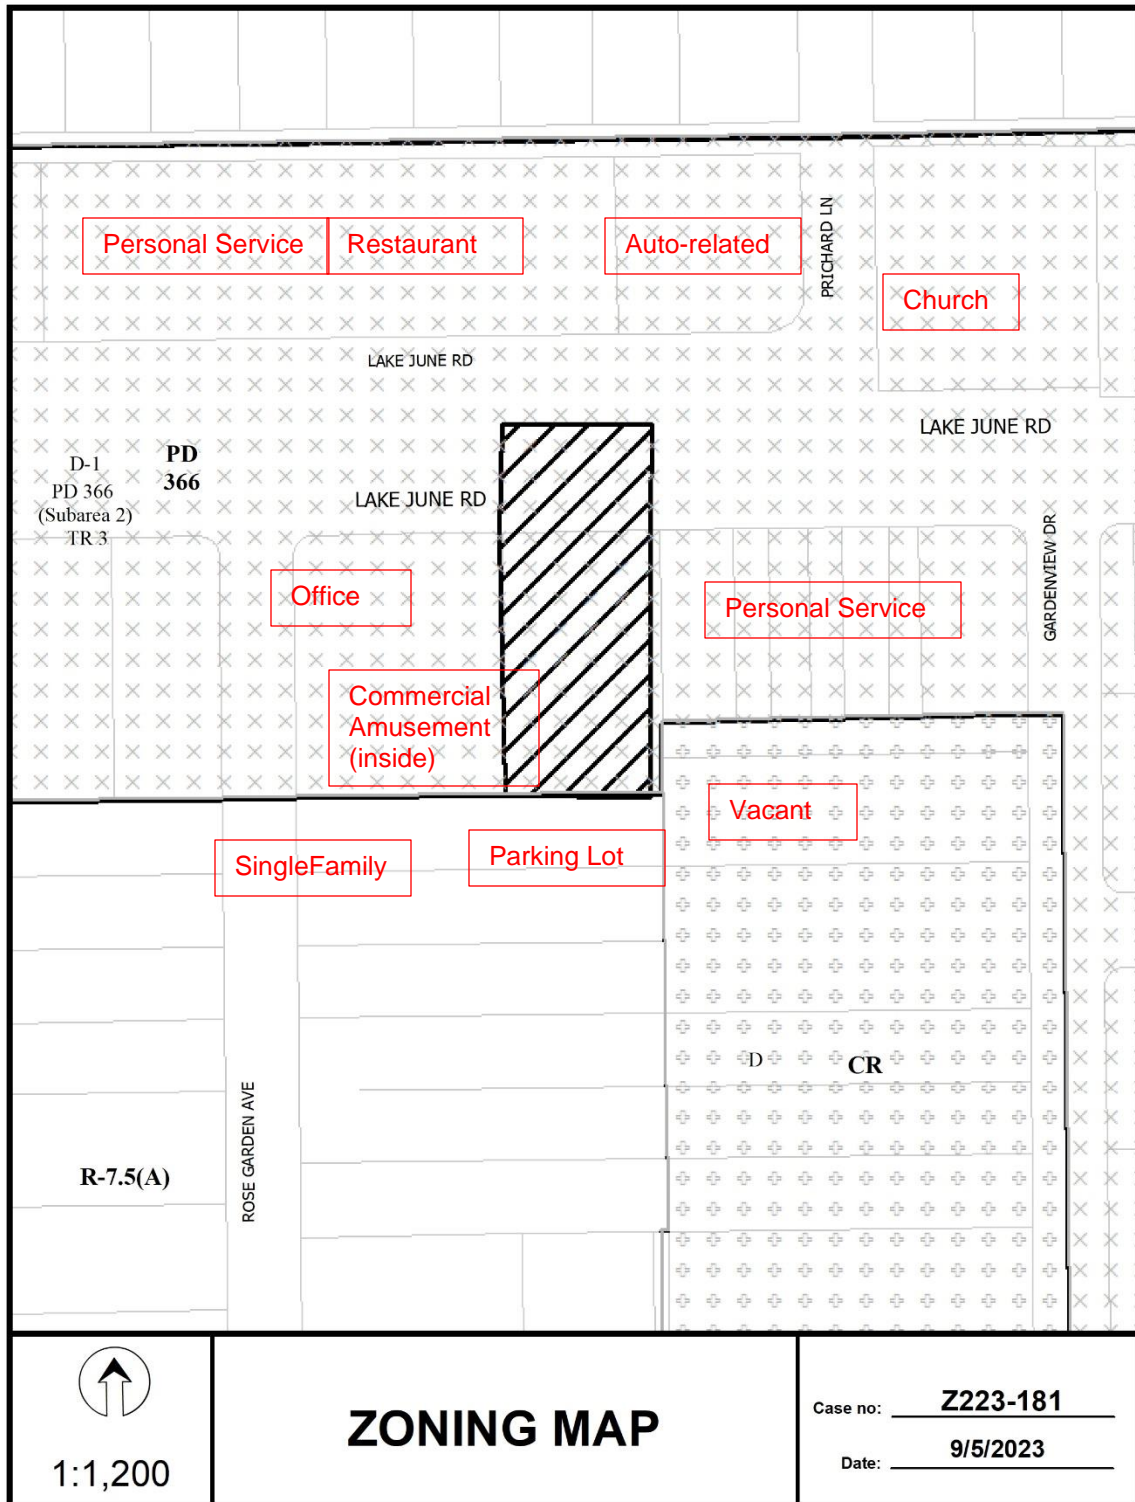 Personal Service
Restaurant
Auto-related
PRICHARD LN
Church
LAKE JUNE RD
LAKE JUNE RD
D-1
PD 366
(Subarea 2)
TR 3
PD
366
LAKE JUNE RD
GARDENVIEW DR
Office
Personal Service
Commercial
Amusement
(inside)
Vacant
SingleFamily
Parking Lot
D
CR
ROSE GARDEN AVE
R-7.5(A)
1:1,200
ZONING MAP
Case no: Z223-181
Date: 9/5/2023